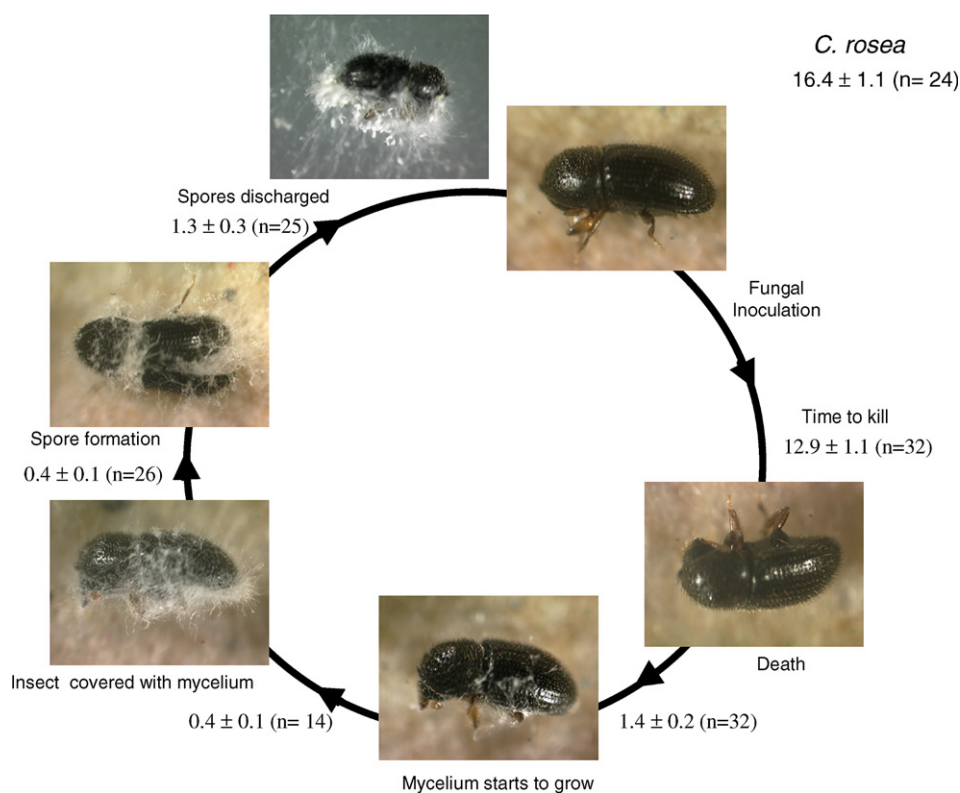 C. rosea
16.4 ± 1.1 (n= 24)
Spores discharged
1.3 ± 0.3 (n=25)
Fungal
Inoculation
Time to kill
12.9 ± 1.1 (n=32)
Death
1.4 ± 0.2 (n=32)
Mycelium starts to grow
0.4 ± 0.1 (n= 14)
Insect covered with mycelium
0.4 ± 0.1 (n=26)
Spore formation